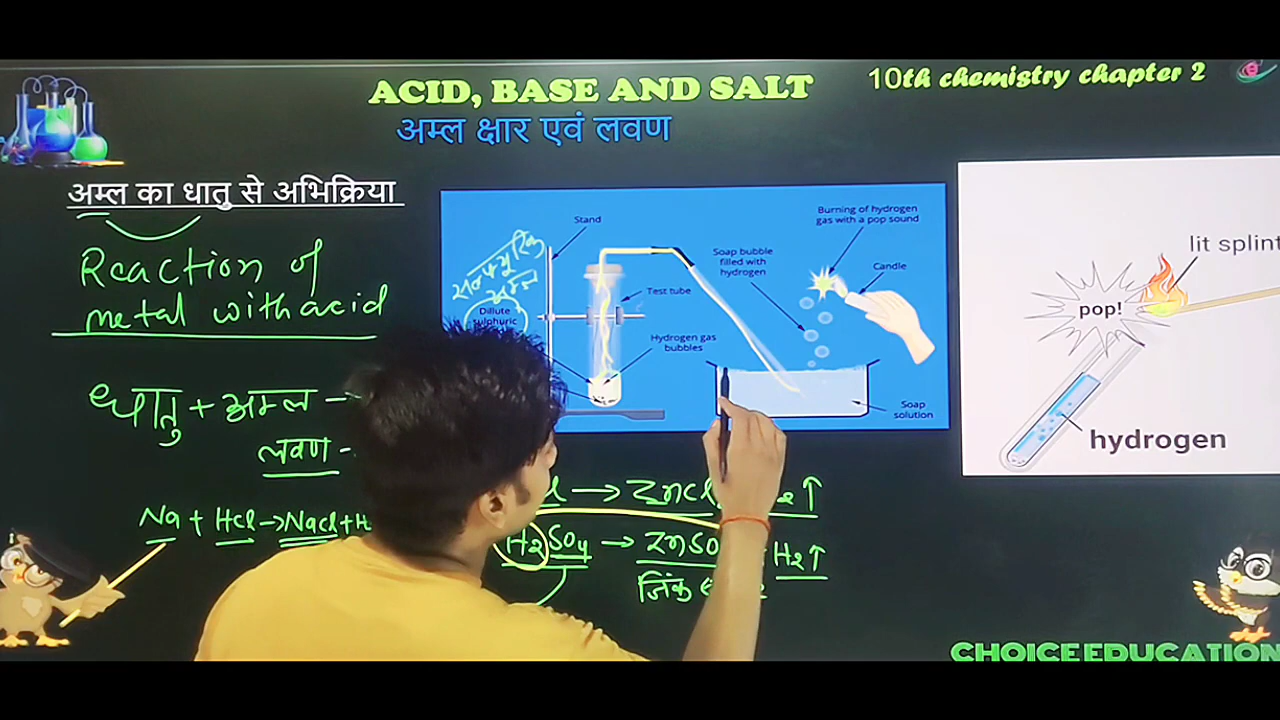 ACID, BASE AND SALT
10th chemistry chapter 2
अम्ल क्षार एवं लवण
अम्ल का धातु से अभिक्रिया
Reaction of
metal with acid
धातु + अम्ल
लवण
Na + HCl → NaCl + H
Stand
Burning of hydrogen
gas with a pop sound
Soap bubble
filled with
hydrogen
Candle
अम्ल
Dilute
sulphuric
Test tube
Hydrogen gas
bubbles
Soap
solution
lit splint
pop!
hydrogen
→ ZnCl
↑
H2SO4 → ZnSO
H2↑
जिंक
CHOICE EDUCATION